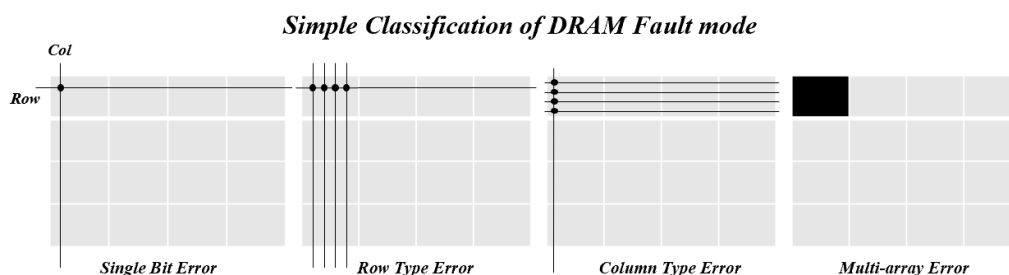 Simple Classification of DRAM Fault mode
Col
Row
Single Bit Error
Row Type Error
Column Type Error
Multi-array Error